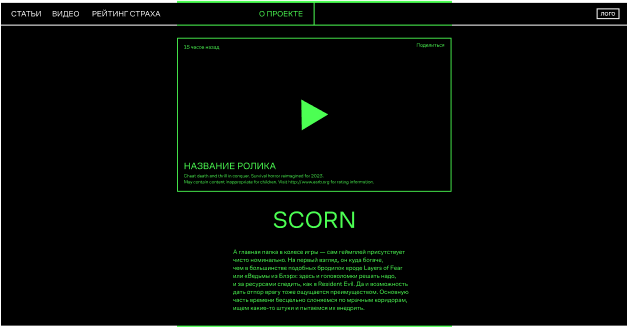 СТАТЬИ ВИДЕО РЕЙТИНГ СТРАХА О ПРОЕКТЕ ЛОГО
15 часов назад Поделиться
НАЗВАНИЕ РОЛИКА
Cheat death and thrill in conquer. Survival horror reimagined for 2023.
May contain content inappropriate for children. Visit http://www.esrb.org for rating information.
SCORN
А главная папка в колесе игры — сам геймплей присутствует
чисто номинально. На первый взгляд, он куда богаче,
чем в большинстве подобных бродилок вроде Layers of Fear
или «Ведьмы из Блэр»: здесь и головоломки решать надо,
и за ресурсами следить, как в Resident Evil. Да и возможность
дать отпор врагу тоже ощущается преимуществом. Основную
часть времени бесцельно слоняемся по мрачным коридорам,
ищем какие-то штуки и пытаемся их внедрить.